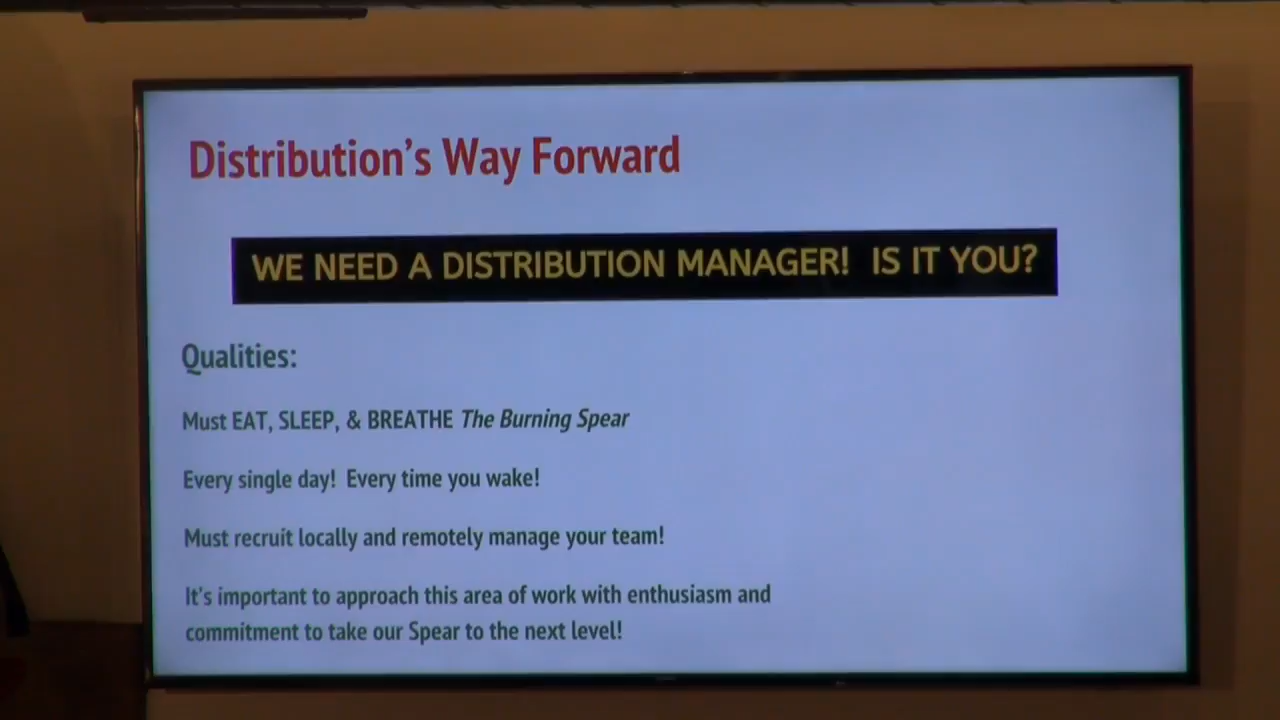 Distribution's Way Forward
WE NEED A DISTRIBUTION MANAGER!  IS IT YOU?
Qualities:
Must EAT, SLEEP, & BREATHE The Burning Spear
Every single day!  Every time you wake!
Must recruit locally and remotely manage your team!
It's important to approach this area of work with enthusiasm and
commitment to take our Spear to the next level!